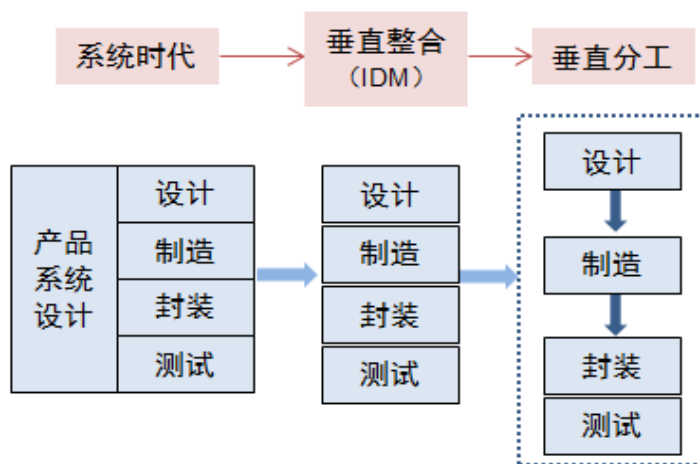 系统时代
垂直整合
（IDM）
垂直分工
产品
系统
设计
设计
制造
封装
测试
设计
制造
封装
测试
设计
制造
封装
测试